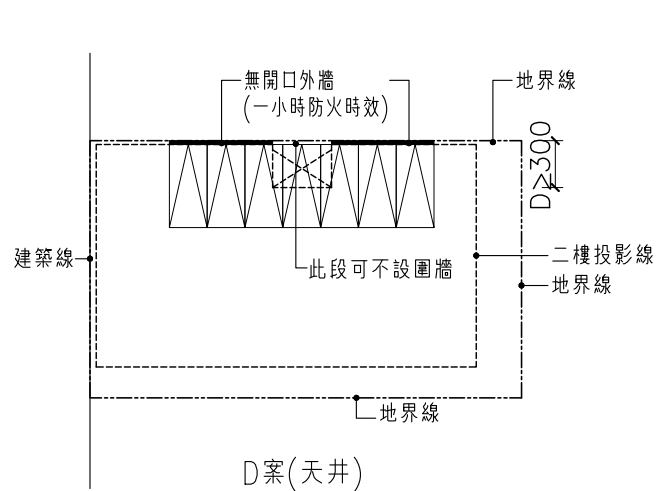 無開口外牆
(一小時防火時效)
地界線
D≥300
建築線
此段可不設圍牆
二樓投影線
地界線
地界線
D案(天井)